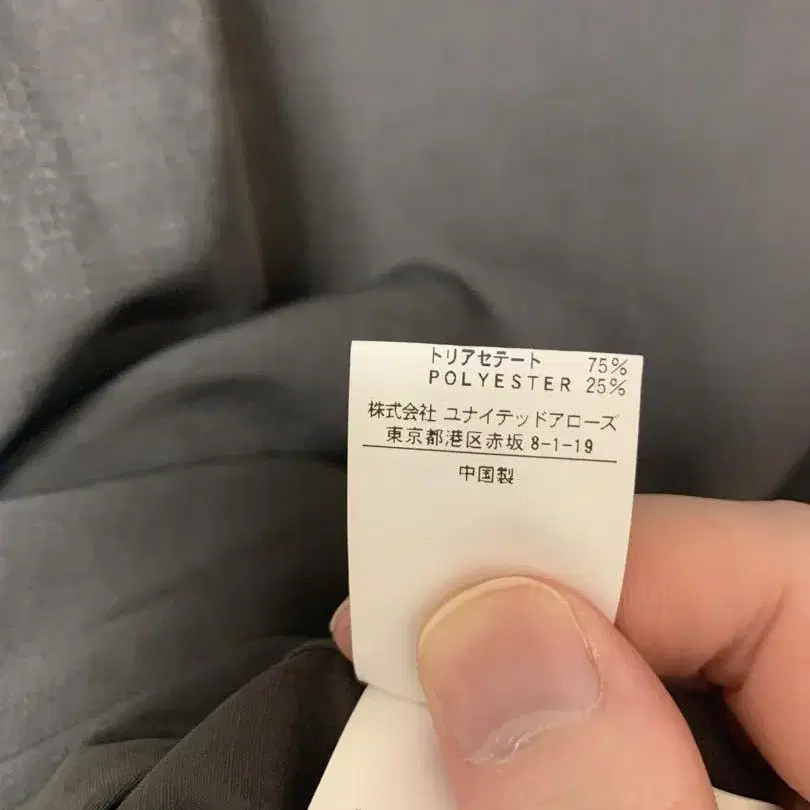 トリアセテート 75%
POLYESTER 25%
株式会社 ユナイテッドアローズ
東京都港区赤坂 8-1-19
中国製